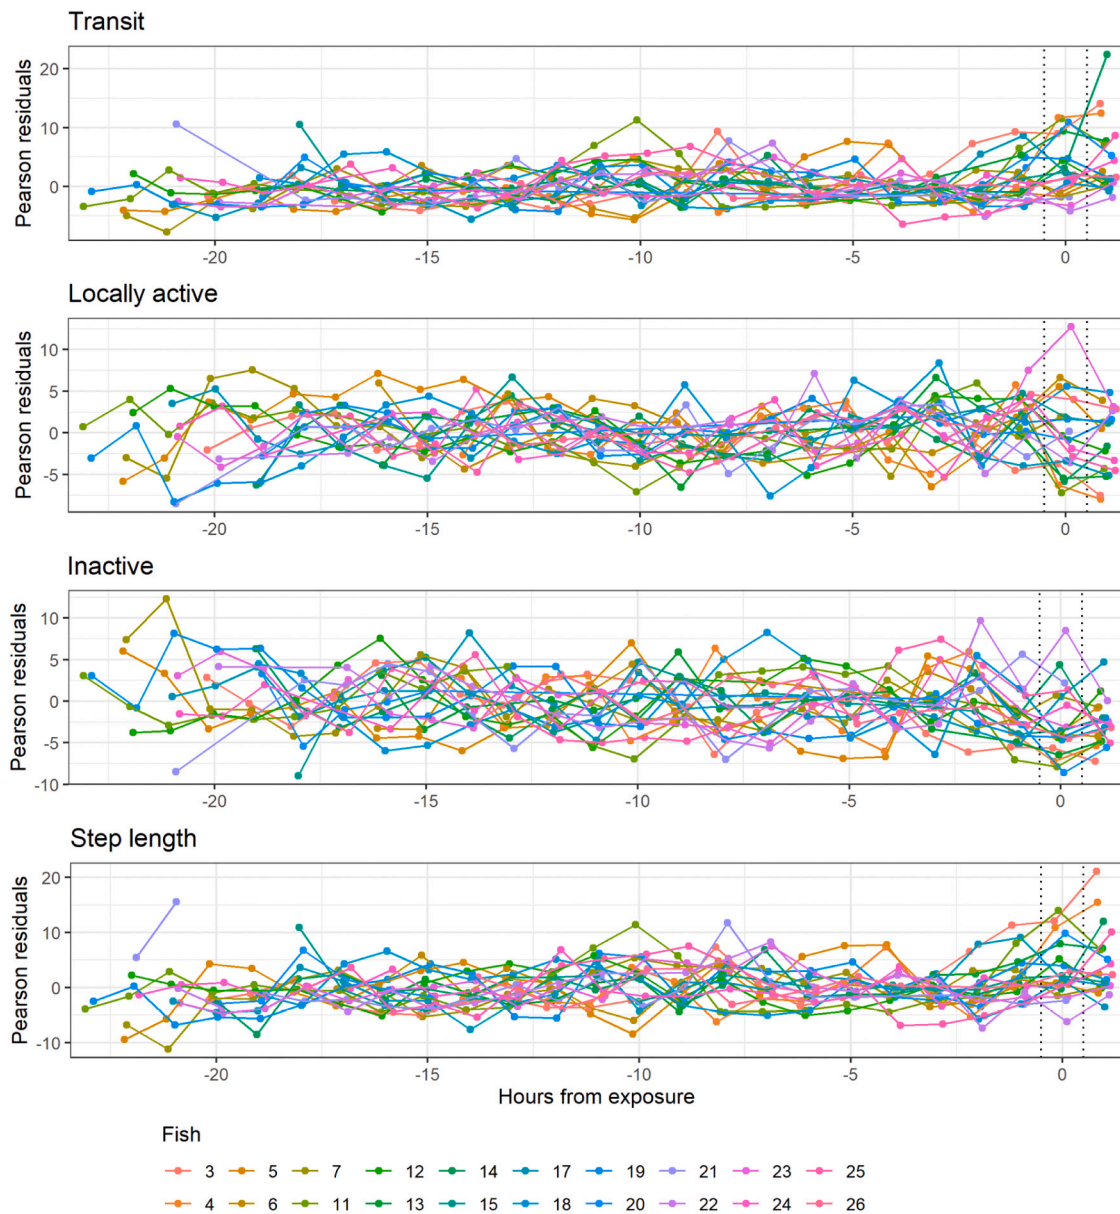 Transit
Pearson residuals
20
10
0
-20 -15 -10 -5 0
Locally active
Pearson residuals
10
5
0
-5
-20 -15 -10 -5 0
Inactive
Pearson residuals
10
5
0
-5
-10
-20 -15 -10 -5 0
Step length
Pearson residuals
20
10
0
-10
-20 -15 -10 -5 0
Hours from exposure
Fish
3 5 7 12 14 17 19 21 23 25
4 6 11 13 15 18 20 22 24 26